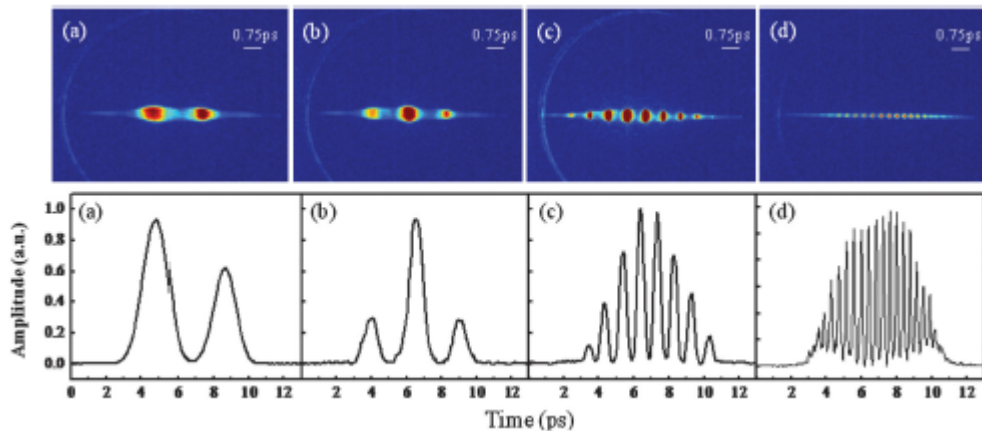 (a) (b) (c) (d)
0.75ps 0.75ps 0.75ps 0.75ps
(a) (b) (c) (d)
1.0
0.8
0.6
0.4
0.2
0.0
Amplitude (a.u.)
0 2 4 6 8 10 12 2 4 6 8 10 12 2 4 6 8 10 12 0 2 4 6 8 10 12
Time (ps)